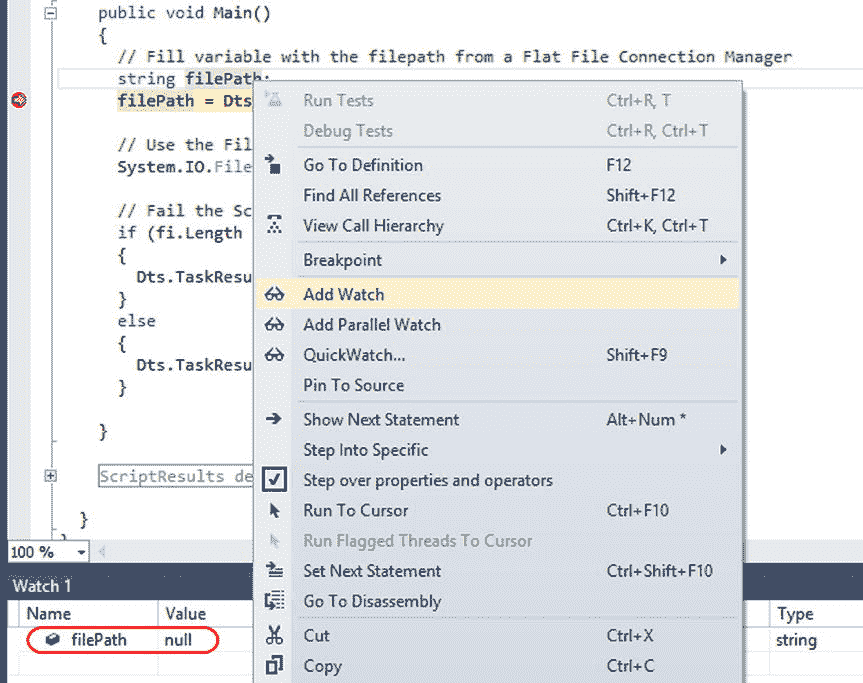 public void Main()
{
// Fill variable with the filepath from a Flat File Connection Manager
string filePath;
filePath = Dts
// Use the Fil
System.IO.File
// Fail the Sc
if (fi.Length
{
Dts.TaskResu
}
else
{
Dts.TaskResu
}
}
ScriptResults de
}
}
Run Tests Ctrl+R, T
Debug Tests Ctrl+R, Ctrl+T
Go To Definition F12
Find All References Shift+F12
View Call Hierarchy Ctrl+K, Ctrl+T
Breakpoint
Add Watch
Add Parallel Watch
QuickWatch... Shift+F9
Pin To Source
Show Next Statement Alt+Num *
Step Into Specific
Step over properties and operators
Run To Cursor Ctrl+F10
Run Flagged Threads To Cursor
Set Next Statement Ctrl+Shift+F10
Go To Disassembly
Cut Ctrl+X
Copy Ctrl+C
100 %
Watch 1
Name Value Type
filePath null string